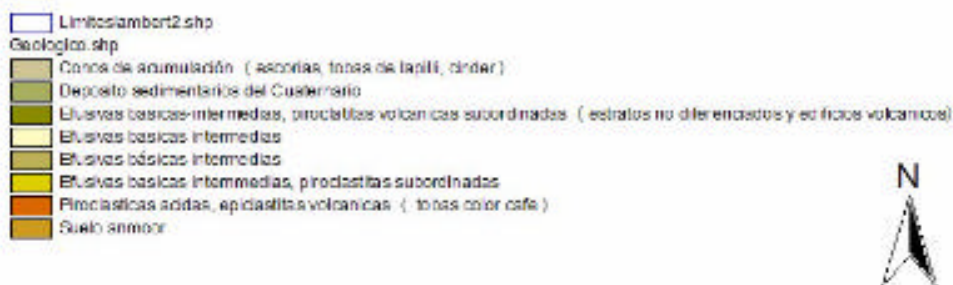 Limiteslambert2.shp
Geologico.shp
Conos de acumulación ( escorias, tobas de lapilli, cinder )
Deposito sedimentarios del Cuaternario
Efusivas basicas-intermedias, piroclatitas volcanicas subordinadas ( estratos no diferenciados y edificios volcanicos)
Efusivas basicas intermedias
Efusivas básicas intermedias
Efusivas basicas intermmedias, piroclastitas subordinadas
Piroclasticas acidas, epiclastitas volcanicas ( tobas color cafe )
Suelo anmoor
N